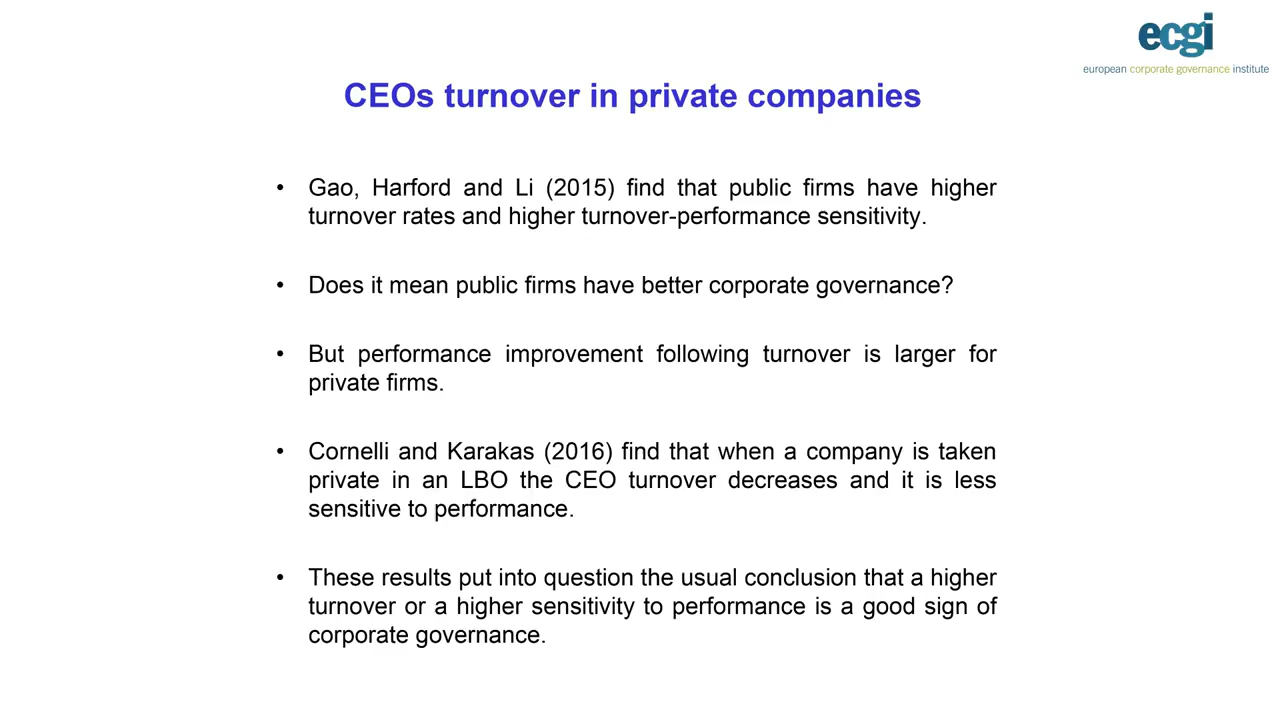 ecgi
european corporate governance institute
CEOs turnover in private companies
• Gao, Harford and Li (2015) find that public firms have higher
turnover rates and higher turnover-performance sensitivity.
• Does it mean public firms have better corporate governance?
• But performance improvement following turnover is larger for
private firms.
• Cornelli and Karakas (2016) find that when a company is taken
private in an LBO the CEO turnover decreases and it is less
sensitive to performance.
• These results put into question the usual conclusion that a higher
turnover or a higher sensitivity to performance is a good sign of
corporate governance.